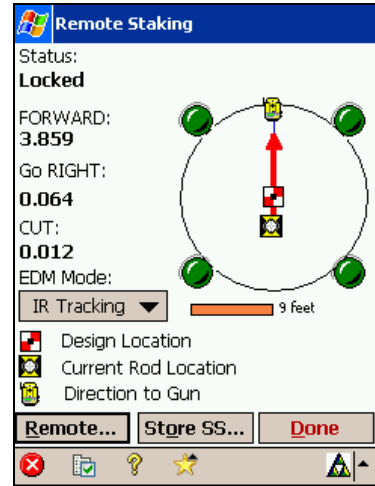 Remote Staking
Status:
Locked
FORWARD:
3.859
Go RIGHT:
0.064
CUT:
0.012
EDM Mode:
IR Tracking
9 feet
Design Location
Current Rod Location
Direction to Gun
Remote... Store SS... Done